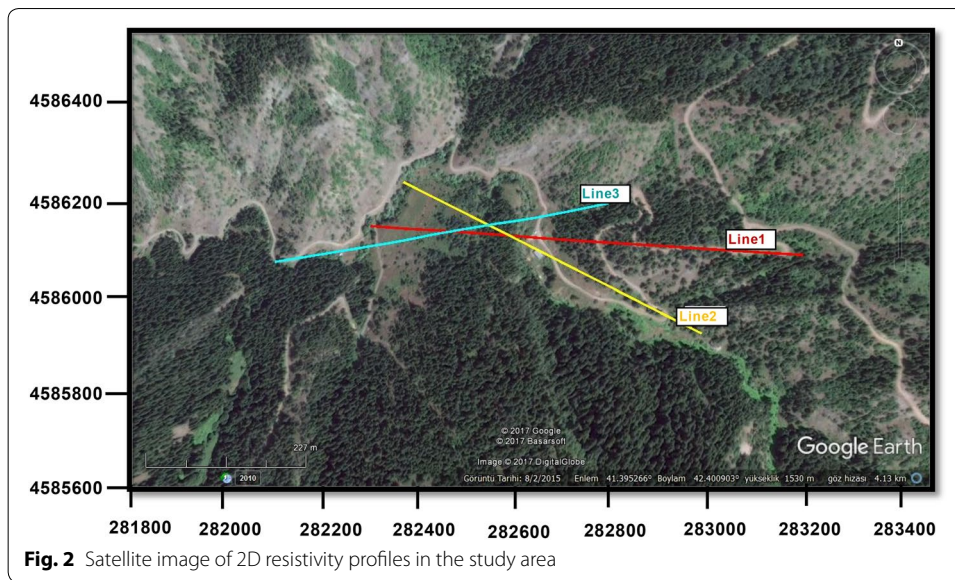 4586400
4586200
4586000
4585800
4585600
N
Line3
Line1
Line2
© 2017 Google
© 2017 Basarsoft
Image © 2017 DigitalGlobe
227 m
2010
Google Earth
Görüntü Tarihi: 8/2/2015 Enlem 41.395266° Boylam 42.400903° yükseklik 1530 m göz hızası 4.13 km
281800 282000 282200 282400 282600 282800 283000 283200 283400
Fig. 2 Satellite image of 2D resistivity profiles in the study area